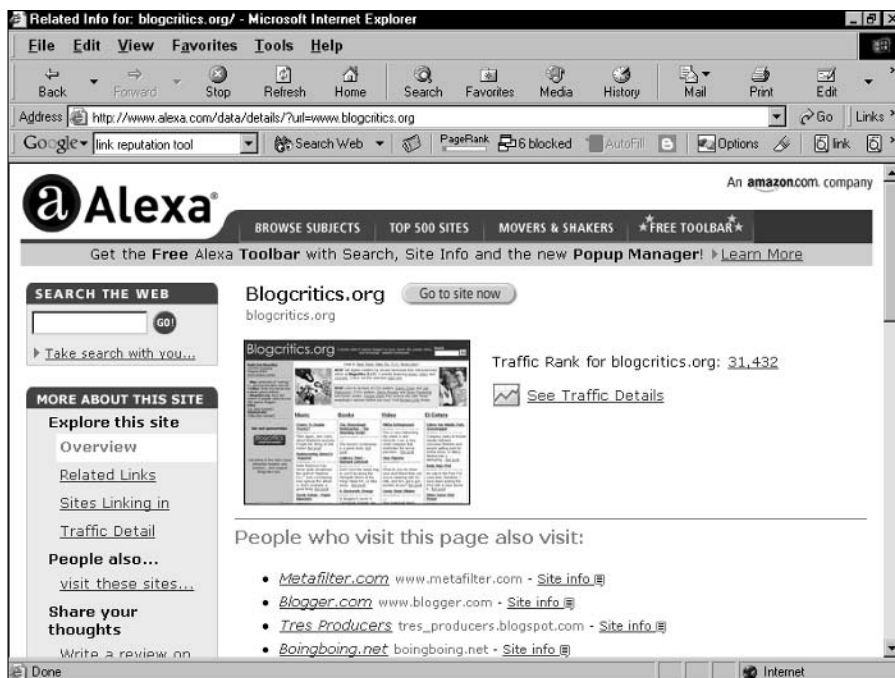 Related Info for: blogcritics.org/ - Microsoft Internet Explorer
File Edit View Favorites Tools Help
Back Forward Stop Refresh Home Search Favorites Media History Mail Print Edit
Address http://www.alexa.com/data/details/?url=www.blogcritics.org Go Links
Google link reputation tool Search Web PageRank 6 blocked AutoFill Options link
An amazon.com. company
Alexa®
BROWSE SUBJECTS TOP 500 SITES MOVERS & SHAKERS FREE TOOLBAR
Get the Free Alexa Toolbar with Search, Site Info and the new Popup Manager! Learn More
SEARCH THE WEB
GO!
Take search with you...
MORE ABOUT THIS SITE
Explore this site
Overview
Related Links
Sites Linking in
Traffic Detail
People also...
visit these sites...
Share your
thoughts
Write a review on
Blogcritics.org Go to site now
blogcritics.org
Blogcritics.org
Music Books Video
Traffic Rank for blogcritics.org: 31,432
See Traffic Details
People who visit this page also visit:
• Metafilter.com www.metafilter.com - Site info
• Blogger.com www.blogger.com - Site info
• Tres Producers tres_producers.blogspot.com - Site info
• Boingboing.net boingboing.net - Site info
Done Internet